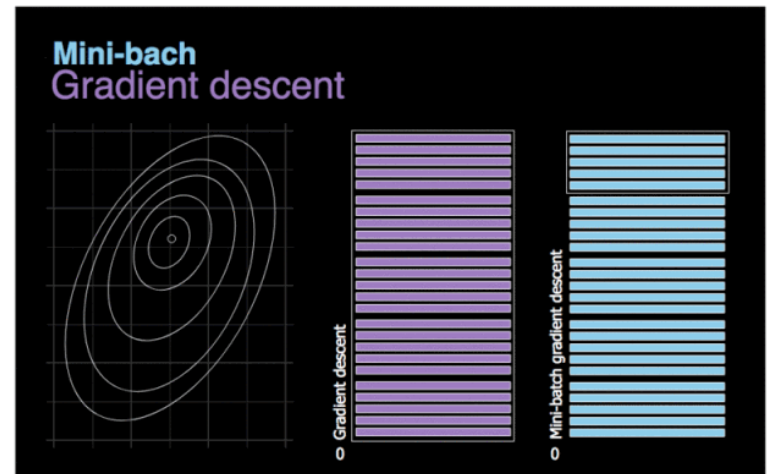 Mini-bach
Gradient descent
0 Gradient descent
0 Mini-batch gradient descent